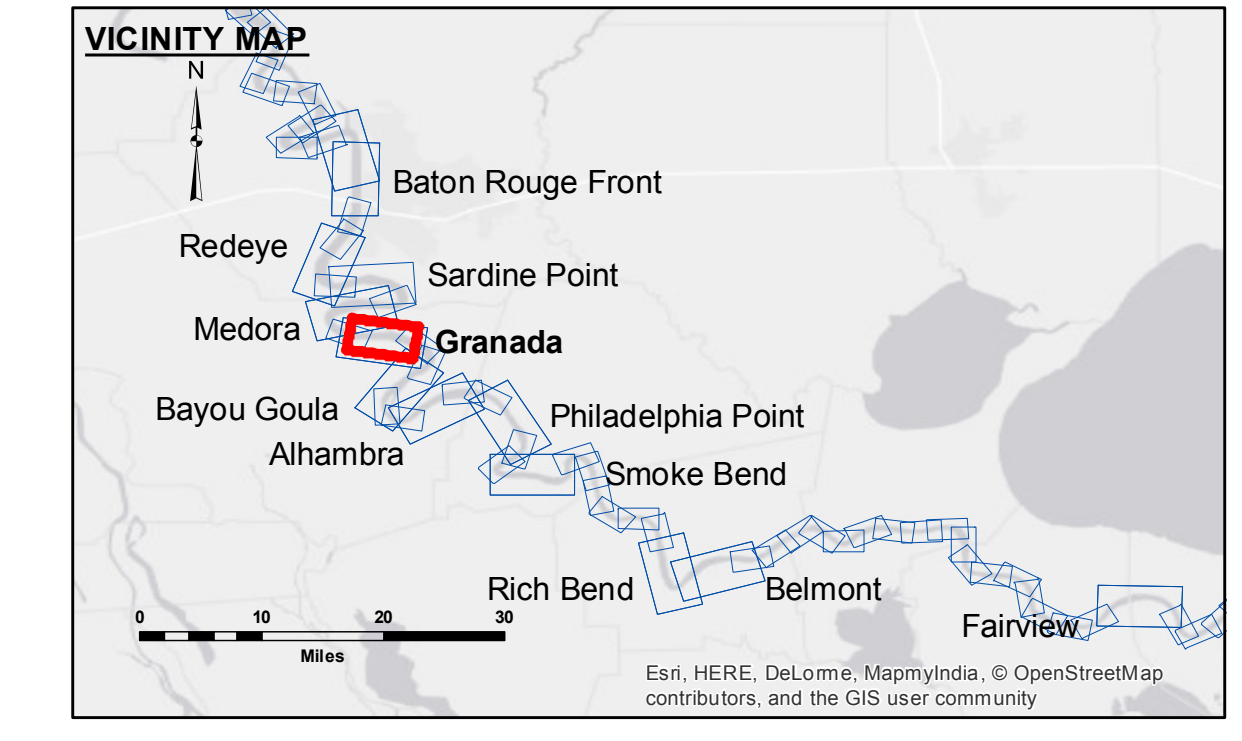 VICINITY MAP
N
Baton Rouge Front
Redeye
Sardine Point
Medora
Granada
Bayou Goula
Philadelphia Point
Alhambra
Smoke Bend
Rich Bend
Belmont
0 10 20 30
Fairview
Miles
Esri, HERE, DeLorme, MapmyIndia, © OpenStreetMap
contributors, and the GIS user community